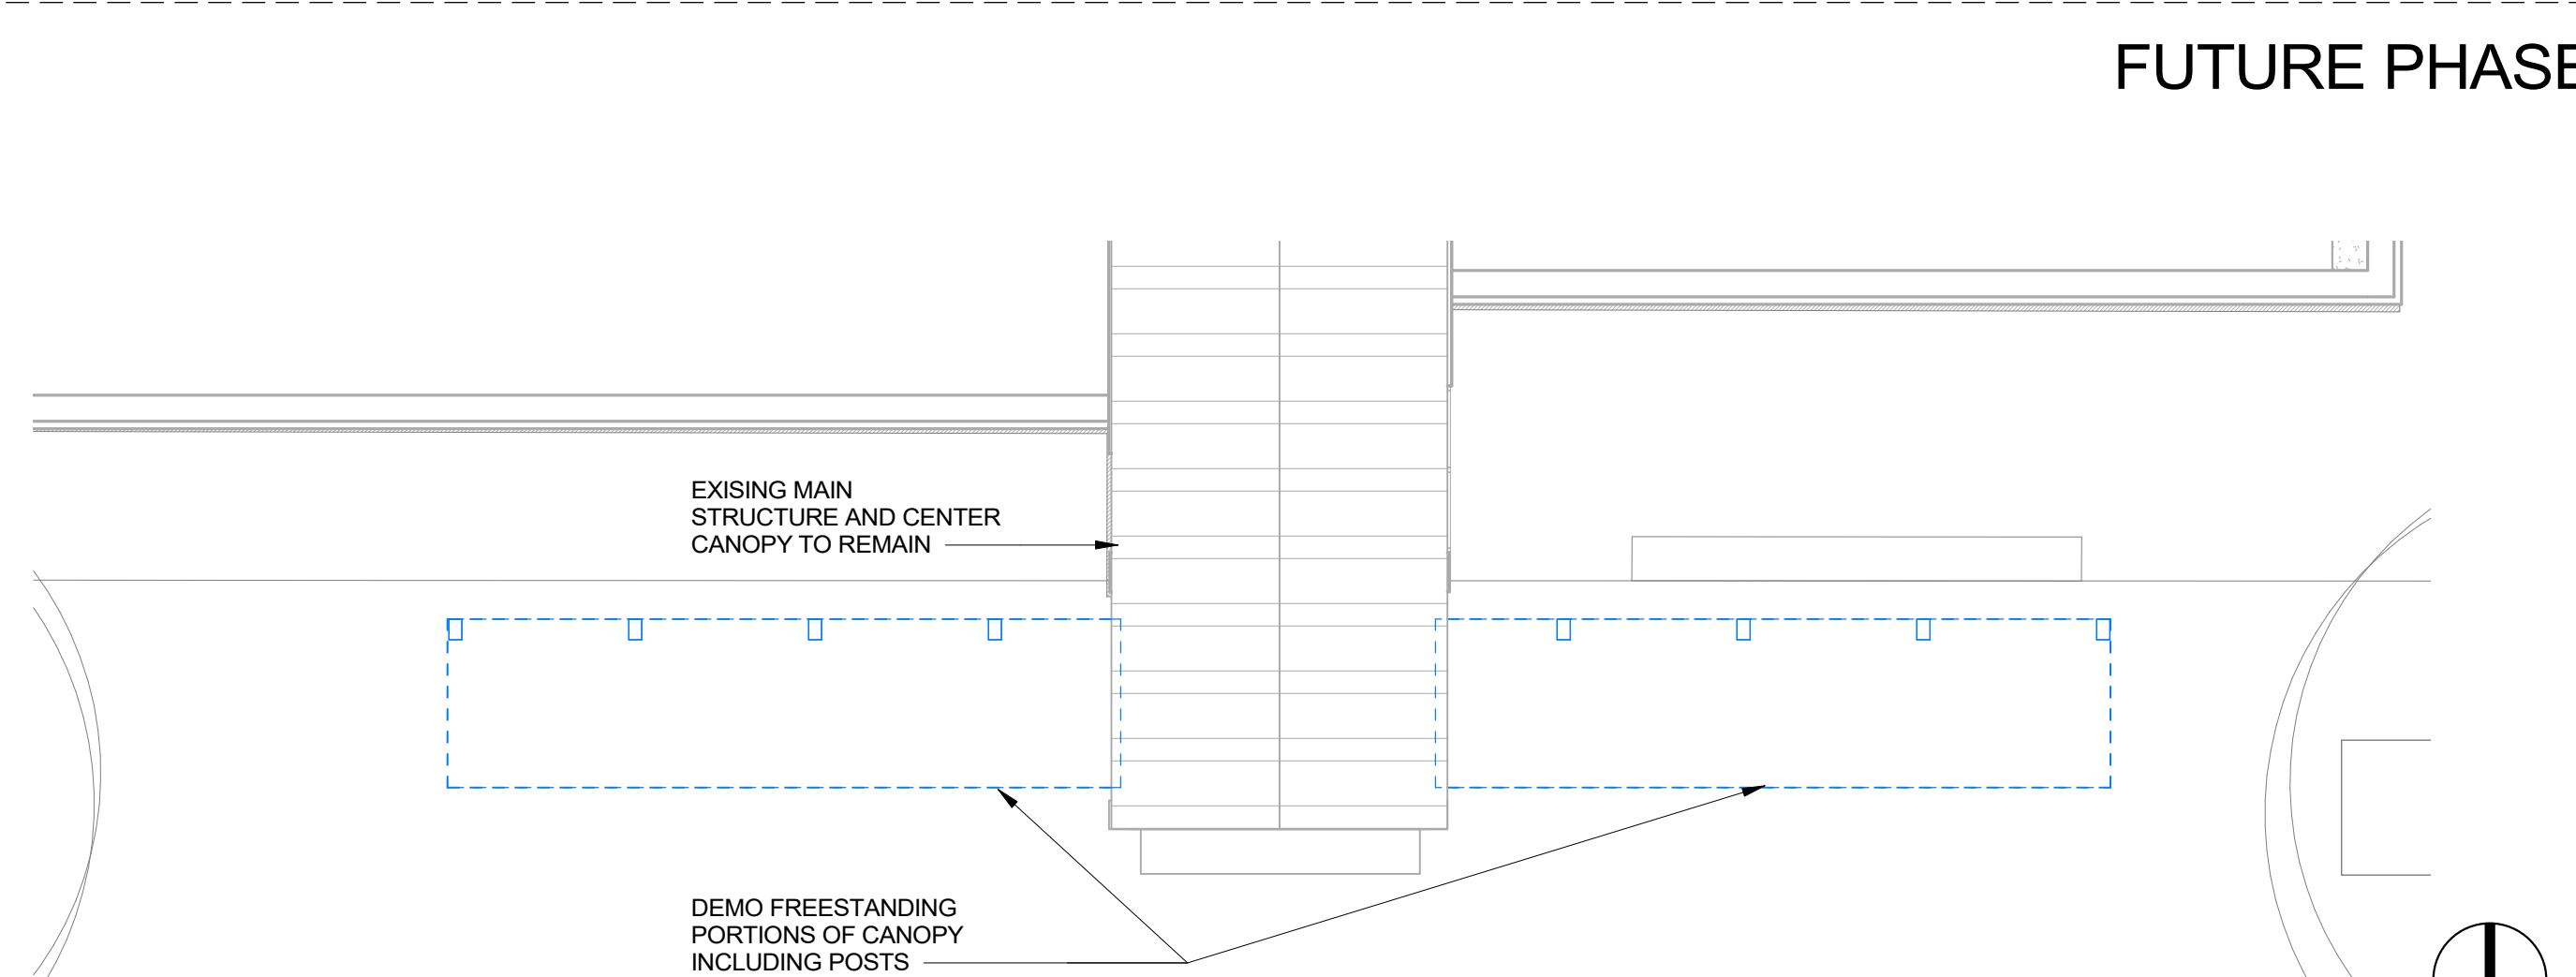 FUTURE PHASE
EXISING MAIN
STRUCTURE AND CENTER
CANOPY TO REMAIN
DEMO FREESTANDING
PORTIONS OF CANOPY
INCLUDING POSTS